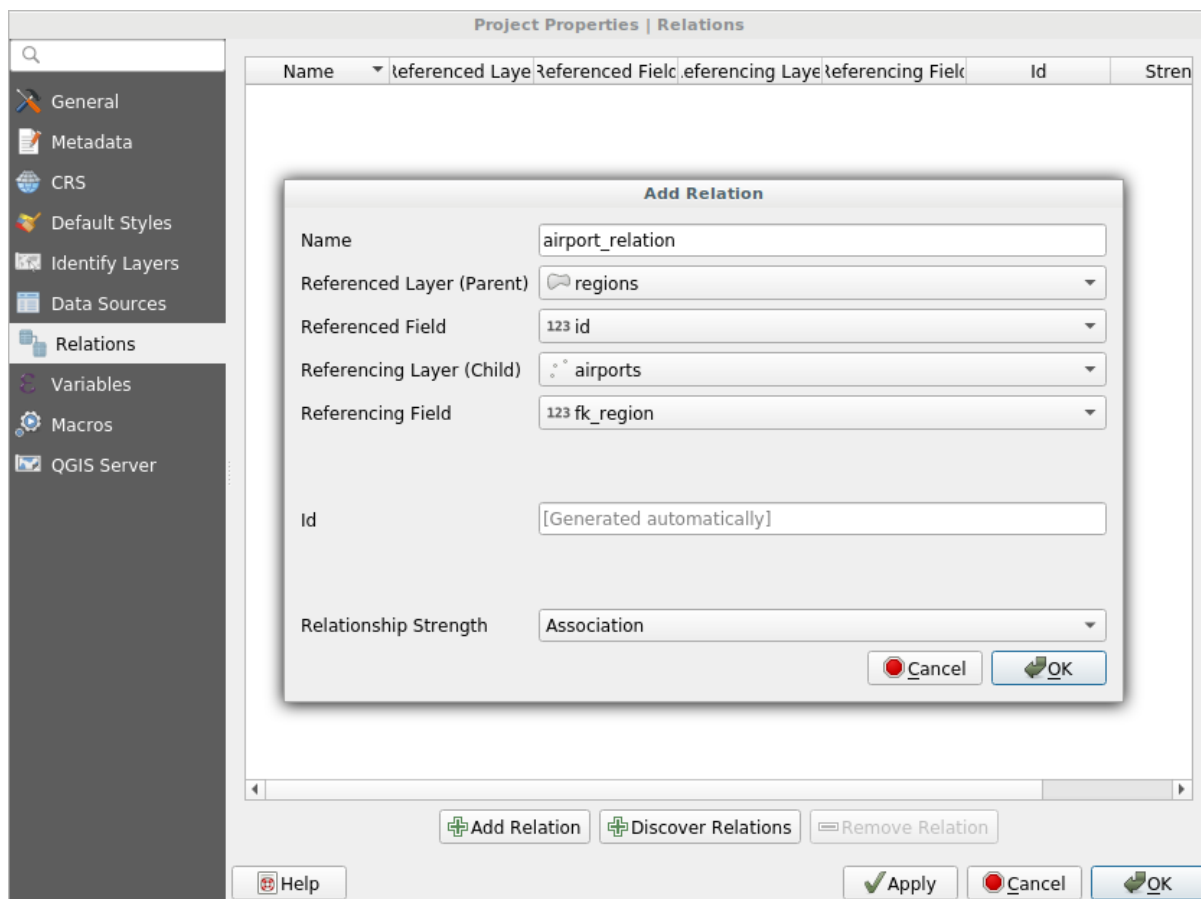 Project Properties | Relations
Name Referenced Laye Referenced Field Referencing Laye Referencing Field Id Stren
General
Metadata
CRS
Default Styles
Identify Layers
Data Sources
Relations
Variables
Macros
QGIS Server
Add Relation
Name airport_relation
Referenced Layer (Parent) regions
Referenced Field 123 id
Referencing Layer (Child) airports
Referencing Field 123 fk_region
Id [Generated automatically]
Relationship Strength Association
Cancel OK
Add Relation Discover Relations Remove Relation
Help Apply Cancel OK